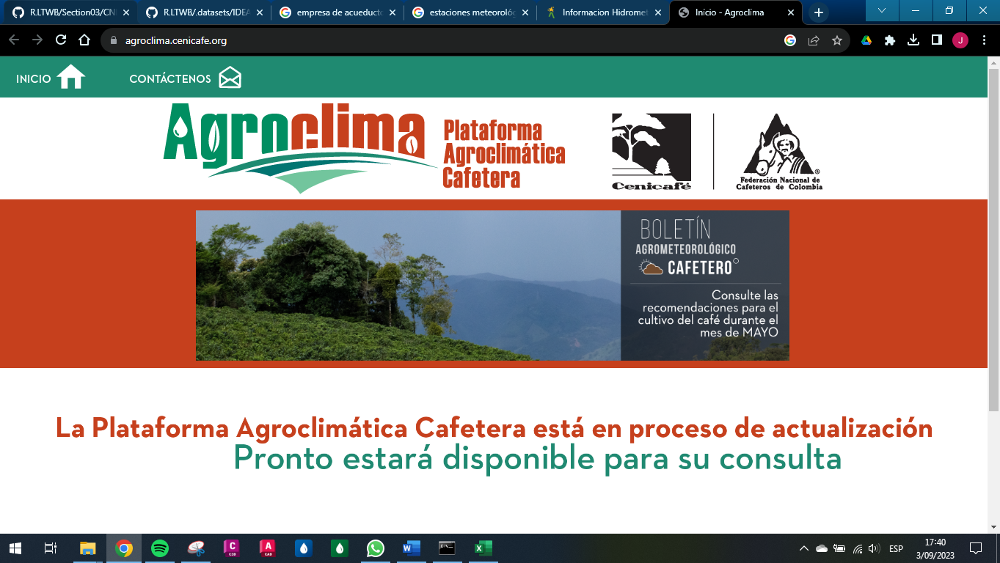 R.LTWB/Section03/CNE
R.LTWB/.datasets/IDEA
empresa de acueducto
estaciones meteorológ
Informacion Hidromet
Inicio - Agroclima
agroclima.cenicafe.org
J
INICIO
CONTÁCTENOS
Agroclima
Plataforma
Agroclimática
Cafetera
Cenicafé
Federación Nacional de
Cafeteros de Colombia
®
BOLETÍN
AGROMETEOROLÓGICO
CAFETERO
Consulte las
recomendaciones para el
cultivo del café durante el
mes de MAYO
La Plataforma Agroclimática Cafetera está en proceso de actualización
Pronto estará disponible para su consulta
C
C3D
A
CAD
W
X
ESP
17:40
3/09/2023